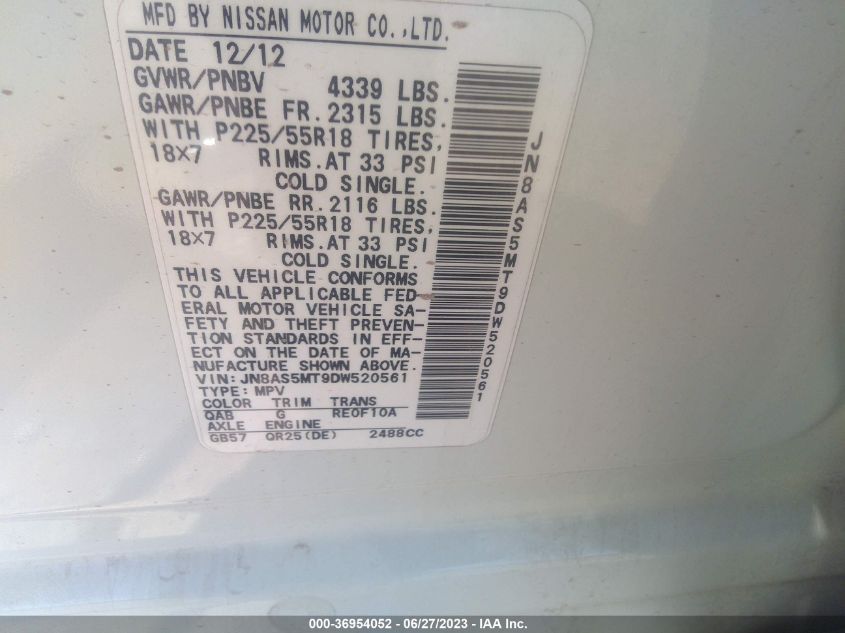 MFD BY NISSAN MOTOR CO.,LTD.
DATE 12/12
GVWR/PNBV 4339 LBS.
GAWR/PNBE FR. 2315 LBS.
WITH P225/55R18 TIRES,
18X7 RIMS.AT 33 PSI
COLD SINGLE.
GAWR/PNBE RR. 2116 LBS.
WITH P225/55R18 TIRES,
18X7 RIMS.AT 33 PSI
COLD SINGLE.
THIS VEHICLE CONFORMS
TO ALL APPLICABLE FED-
ERAL MOTOR VEHICLE SA-
FETY AND THEFT PREVEN-
TION STANDARDS IN EFF-
ECT ON THE DATE OF MA-
NUFACTURE SHOWN ABOVE.
VIN: JN8AS5MT9DW520561
TYPE: MPV
COLOR TRIM TRANS
QAB G RE0F10A
AXLE ENGINE
GB57 QR25(DE) 2488CC
JN8AS5MT9DW520561
000-36954052 - 06/27/2023 - IAA Inc.